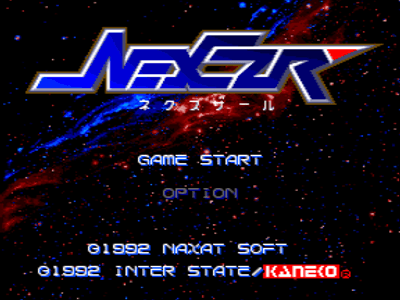 NEXZR
ネクスザール
GAME START
OPTION
©1992 NAXAT SOFT
©1992 INTER STATE/KANEKO®